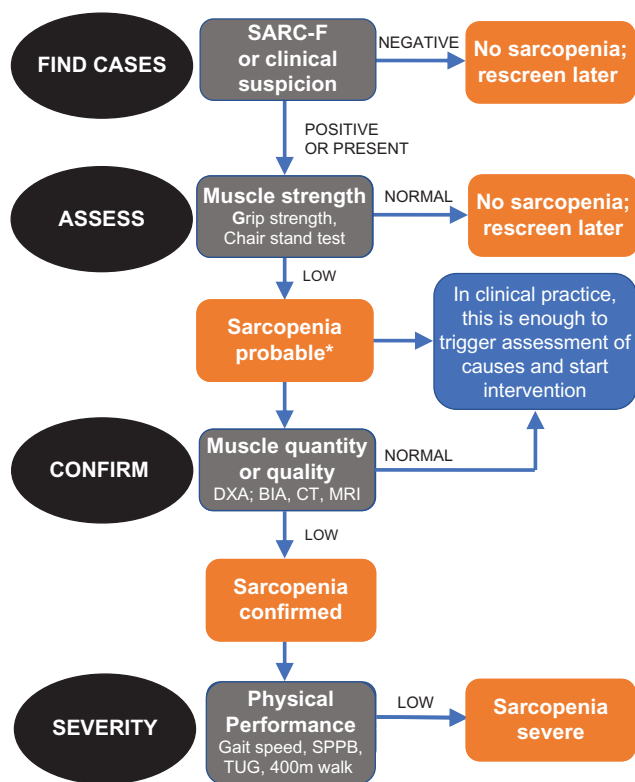 FIND CASES
SARC-F
or clinical
suspicion
NEGATIVE
No sarcopenia;
rescreen later
POSITIVE
OR PRESENT
ASSESS
Muscle strength
Grip strength,
Chair stand test
NORMAL
No sarcopenia;
rescreen later
LOW
Sarcopenia
probable*
In clinical practice,
this is enough to
trigger assessment of
causes and start
intervention
CONFIRM
Muscle quantity
or quality
DXA; BIA, CT, MRI
NORMAL
LOW
Sarcopenia
confirmed
SEVERITY
Physical
Performance
Gait speed, SPPB,
TUG, 400m walk
LOW
Sarcopenia
severe